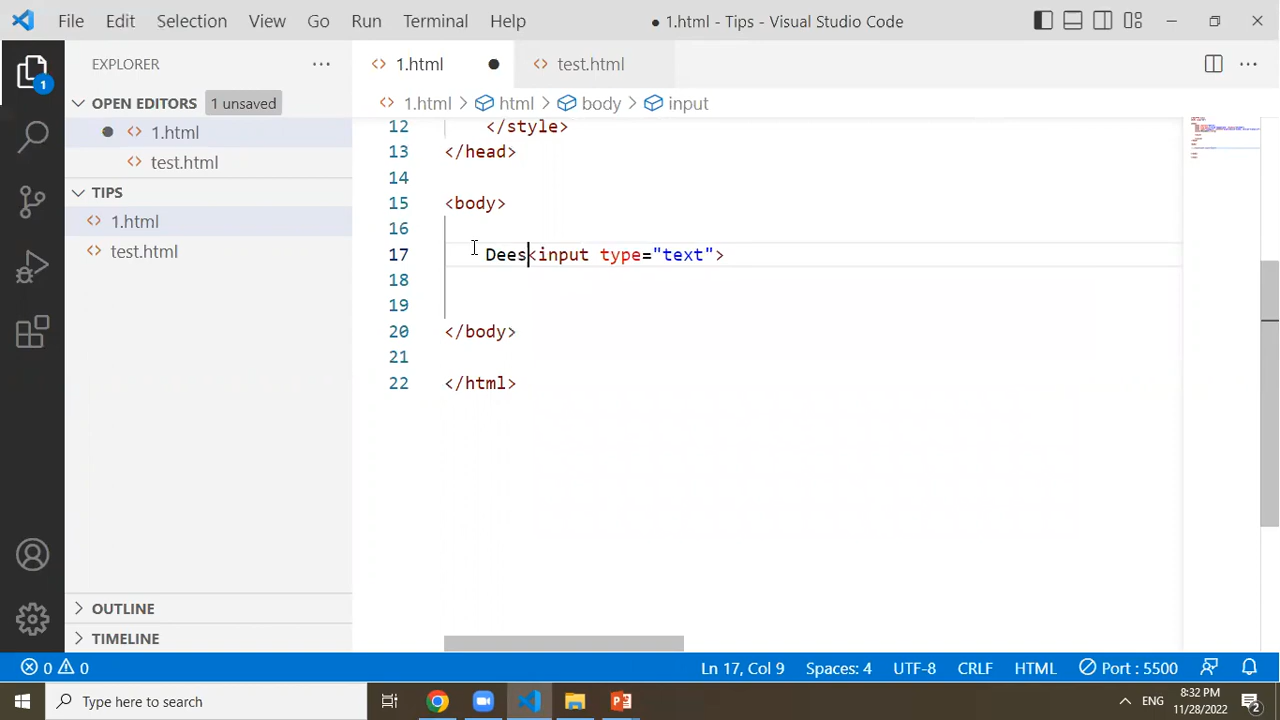 File Edit Selection View Go Run Terminal Help ● 1.html - Tips - Visual Studio Code
EXPLORER ···
1.html ● test.html ···
OPEN EDITORS 1 unsaved
1
1.html > html > body > input
● 1.html
test.html
TIPS
1.html
test.html
12 </style>
13 </head>
14
15 <body>
16
17 Dees<input type="text">
18
19
20 </body>
21
22 </html>
OUTLINE
TIMELINE
0 0 Ln 17, Col 9 Spaces: 4 UTF-8 CRLF HTML Port : 5500
Type here to search ENG 8:32 PM
11/28/2022 2